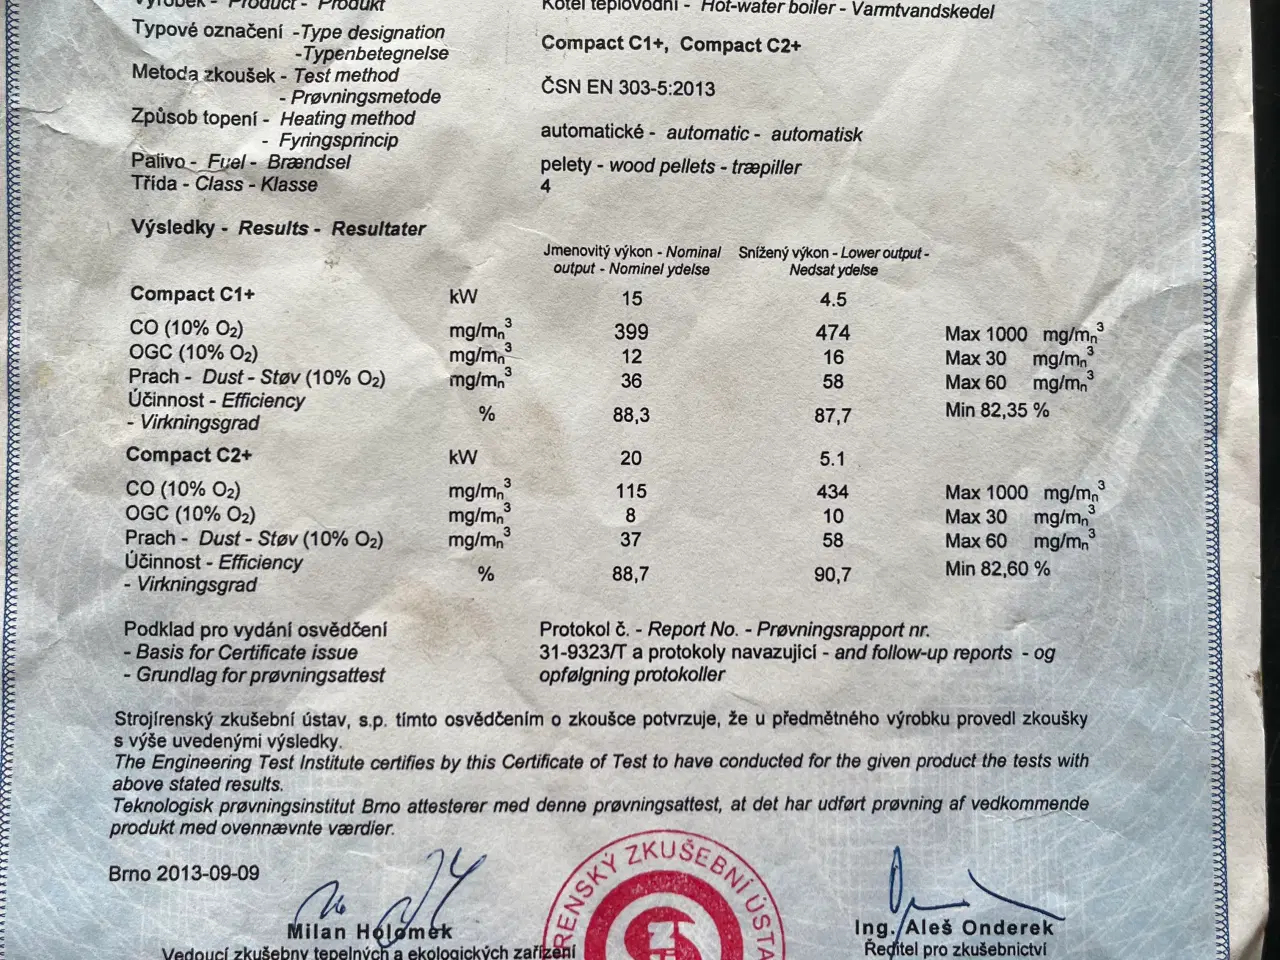 Výrobek - Product - Produkt Kotel teplovodní - Hot-water boiler - Varmtvandskedel
Typové označení -Type designation
-Typenbetegnelse
Compact C1+, Compact C2+
Metoda zkoušek - Test method
- Prøvningsmetode
ČSN EN 303-5:2013
Způsob topení - Heating method
- Fyringsprincip
automatické - automatic - automatisk
Palivo - Fuel - Brændsel pelety - wood pellets - træpiller
Třída - Class - Klasse 4
Výsledky - Results - Resultater
Jmenovitý výkon - Nominal output - Nominel ydelse
Snížený výkon - Lower output - Nedsat ydelse
Compact C1+ kW 15 4.5
CO (10% O₂) mg/mₙ³ 399 474 Max 1000 mg/mₙ³
OGC (10% O₂) mg/mₙ³ 12 16 Max 30 mg/mₙ³
Prach - Dust - Støv (10% O₂) mg/mₙ³ 36 58 Max 60 mg/mₙ³
Účinnost - Efficiency
- Virkningsgrad % 88,3 87,7 Min 82,35 %
Compact C2+ kW 20 5.1
CO (10% O₂) mg/mₙ³ 115 434 Max 1000 mg/mₙ³
OGC (10% O₂) mg/mₙ³ 8 10 Max 30 mg/mₙ³
Prach - Dust - Støv (10% O₂) mg/mₙ³ 37 58 Max 60 mg/mₙ³
Účinnost - Efficiency
- Virkningsgrad % 88,7 90,7 Min 82,60 %
Podklad pro vydání osvědčení
- Basis for Certificate issue
- Grundlag for prøvningsattest
Protokol č. - Report No. - Prøvningsrapport nr.
31-9323/T a protokoly navazující - and follow-up reports - og
opfølgning protokoller
Strojírenský zkušební ústav, s.p. tímto osvědčením o zkoušce potvrzuje, že u předmětného výrobku provedl zkoušky
s výše uvedenými výsledky.
The Engineering Test Institute certifies by this Certificate of Test to have conducted for the given product the tests with
above stated results.
Teknologisk prøvningsinstitut Brno attesterer med denne prøvningsattest, at det har udført prøvning af vedkommende
produkt med ovennævnte værdier.
Brno 2013-09-09
RENSKÝ ZKUŠEBNÍ ÚSTA
Milan Holomek
Vedoucí zkušebny tepelných a ekologických zařízení
Ing. Aleš Onderek
Ředitel pro zkušebnictví